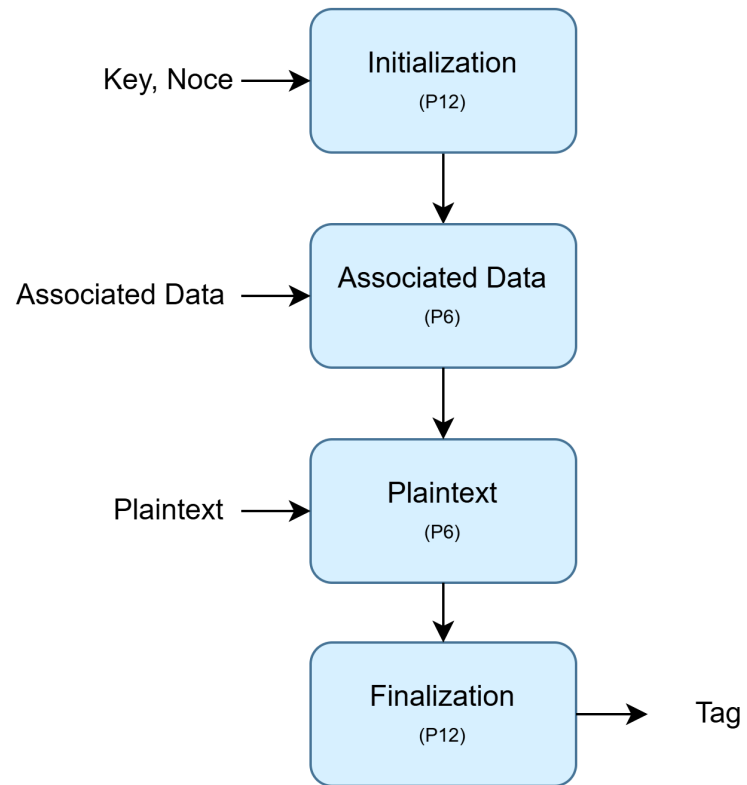 Initialization
Key, Noce
(P12)
Associated Data
Associated Data
(P6)
Plaintext
Plaintext
(P6)
Finalization
(P12)
Tag